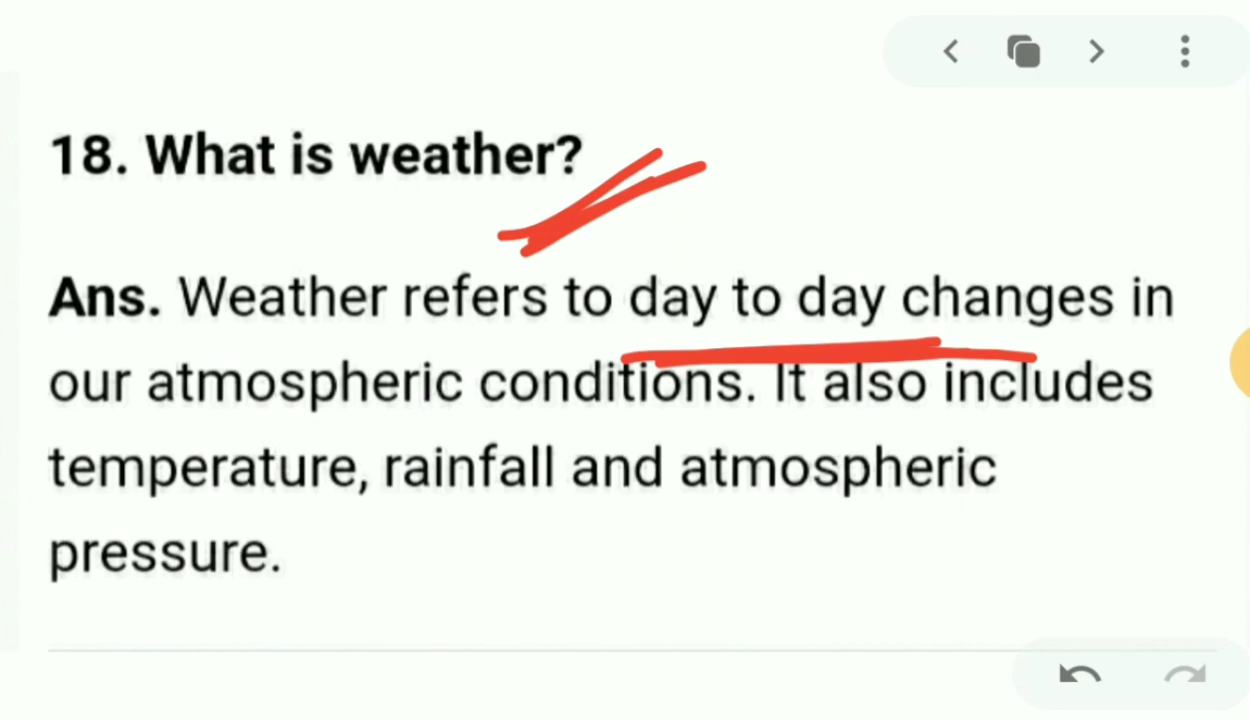 18. What is weather?
Ans. Weather refers to day to day changes in
our atmospheric conditions. It also includes
temperature, rainfall and atmospheric
pressure.